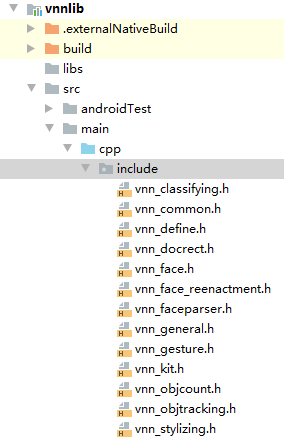 vnnlib
.externalNativeBuild
build
libs
src
androidTest
main
cpp
include
vnn_classifying.h
vnn_common.h
vnn_define.h
vnn_docrect.h
vnn_face.h
vnn_face_reenactment.h
vnn_faceparser.h
vnn_general.h
vnn_gesture.h
vnn_kit.h
vnn_objcount.h
vnn_objtracking.h
vnn_stylizing.h